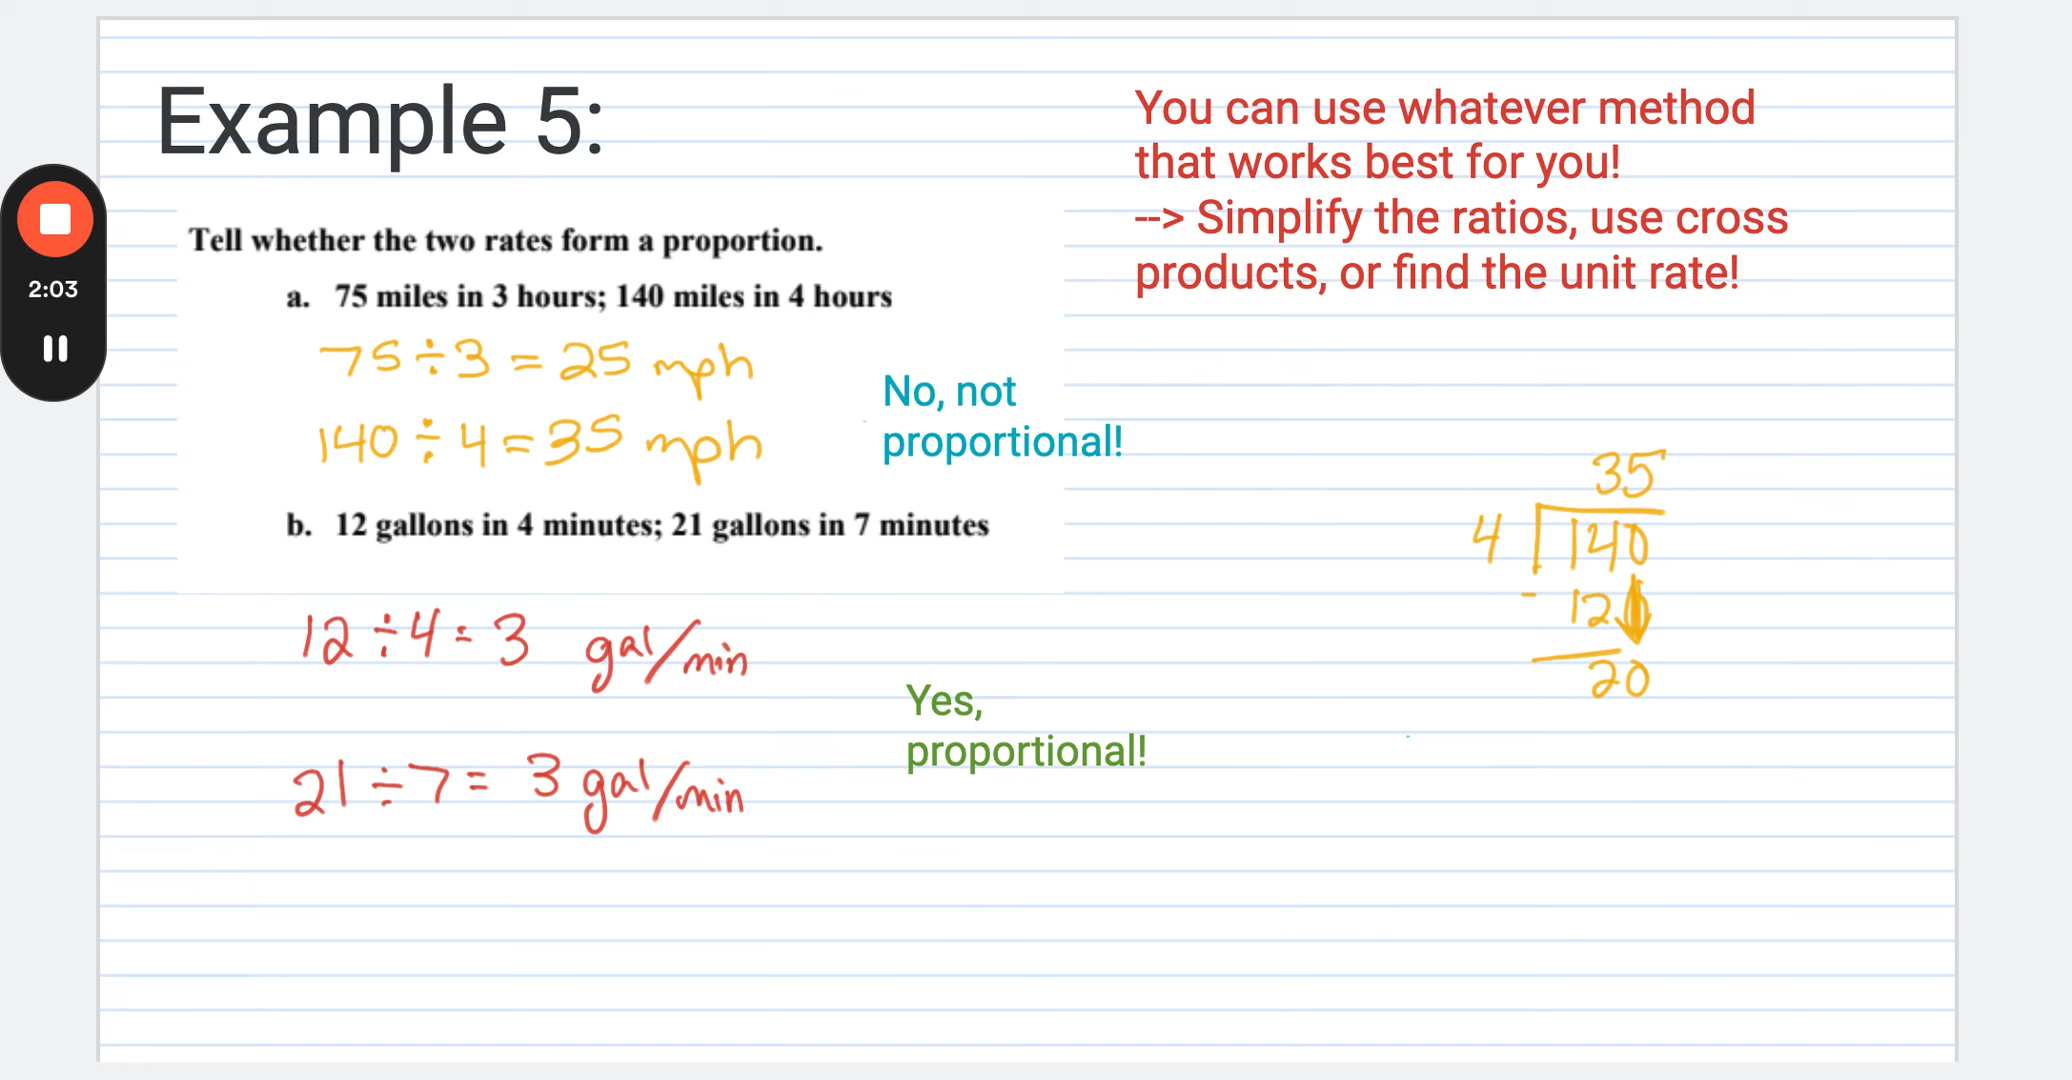 Example 5:
You can use whatever method
that works best for you!
--> Simplify the ratios, use cross
products, or find the unit rate!
2:03
Tell whether the two rates form a proportion.
a. 75 miles in 3 hours; 140 miles in 4 hours
75 ÷ 3 = 25 mph
140 ÷ 4 = 35 mph
No, not
proportional!
b. 12 gallons in 4 minutes; 21 gallons in 7 minutes
12 ÷ 4 = 3 gal/min
21 ÷ 7 = 3 gal/min
Yes,
proportional!
35
4 140
- 12
20